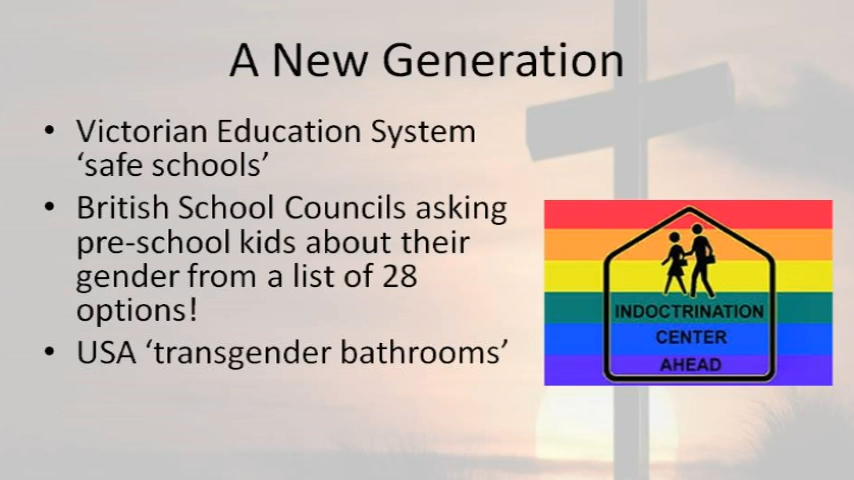 A New Generation
• Victorian Education System
‘safe schools’
• British School Councils asking
pre-school kids about their
gender from a list of 28
options!
• USA ‘transgender bathrooms’
INDOCTRINATION
CENTER
AHEAD